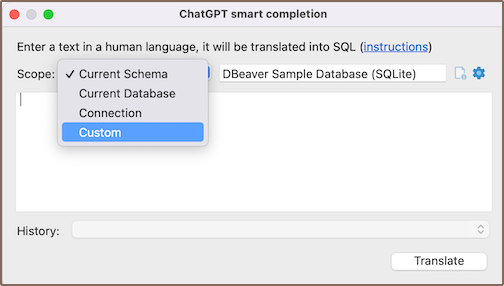 ChatGPT smart completion
Enter a text in a human language, it will be translated into SQL (instructions)
Scope: ✓ Current Schema DBeaver Sample Database (SQLite)
Current Database
Connection
Custom
History:
Translate